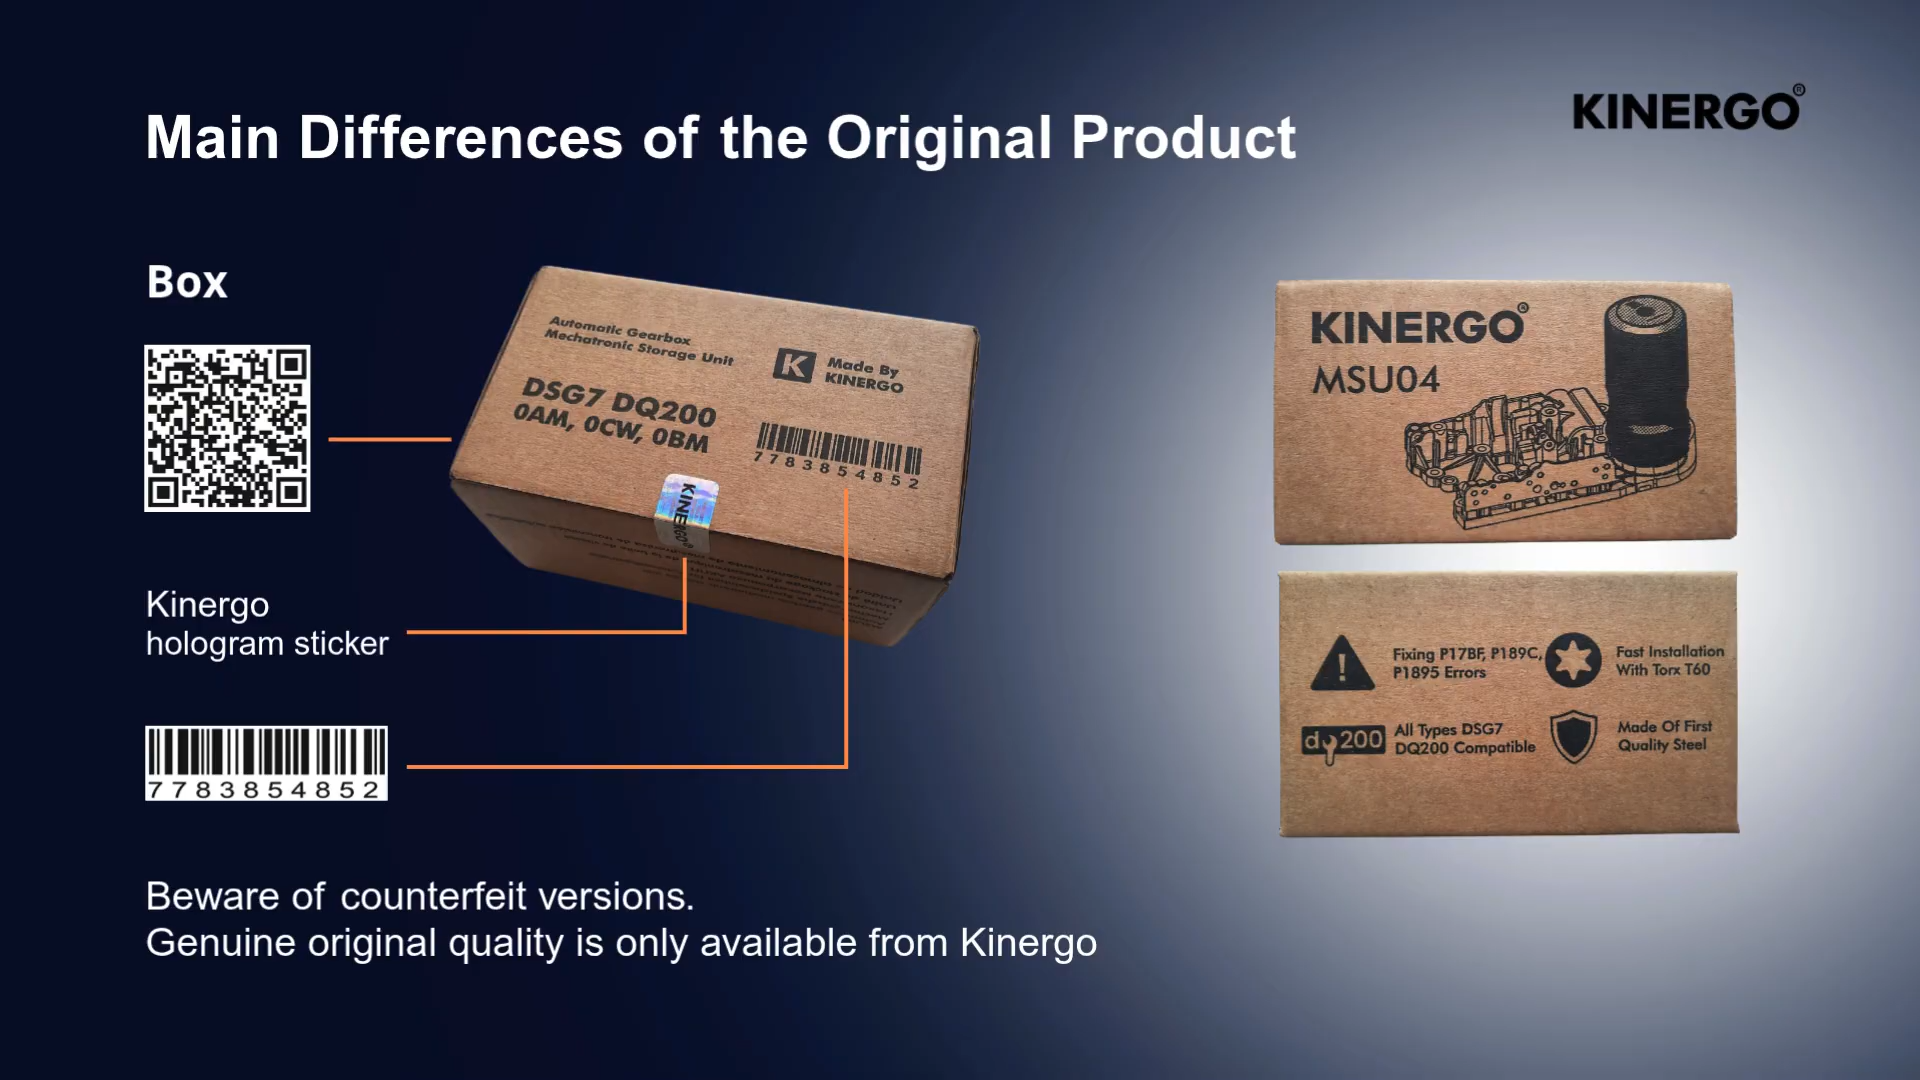 Main Differences of the Original Product
KINERGO®
Box
Automatic Gearbox
Mechatronic Storage Unit
K
Made By
KINERGO
DSG7 DQ200
0AM, 0CW, 0BM
7783854852
KINERGO
Kinergo
hologram sticker
7783854852
KINERGO®
MSU04
Fixing P17BF, P189C,
P1895 Errors
Fast Installation
With Torx T60
dq200
All Types DSG7
DQ200 Compatible
Made Of First
Quality Steel
Beware of counterfeit versions.
Genuine original quality is only available from Kinergo